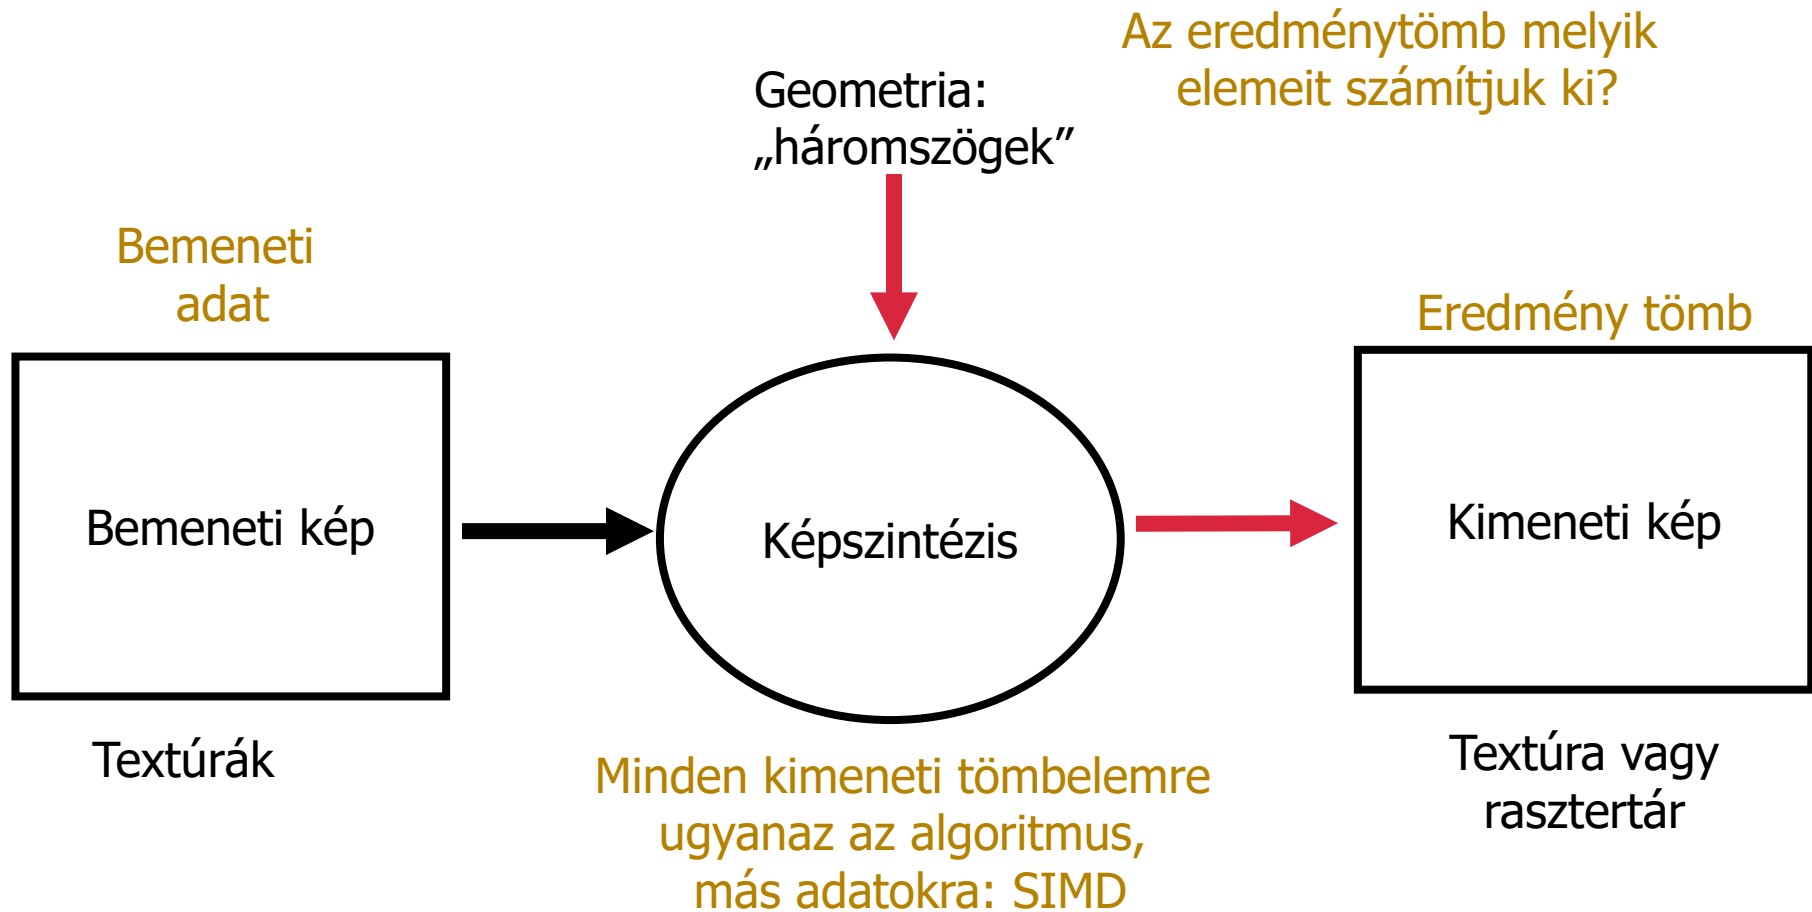 Az eredménytömb melyik
elemeit számítjuk ki?
Geometria:
„háromszögek”
Bemeneti
adat
Eredmény tömb
Bemeneti kép
Képszintézis
Kimeneti kép
Textúrák
Minden kimeneti tömbelemre
ugyanaz az algoritmus,
más adatokra: SIMD
Textúra vagy
rasztertár